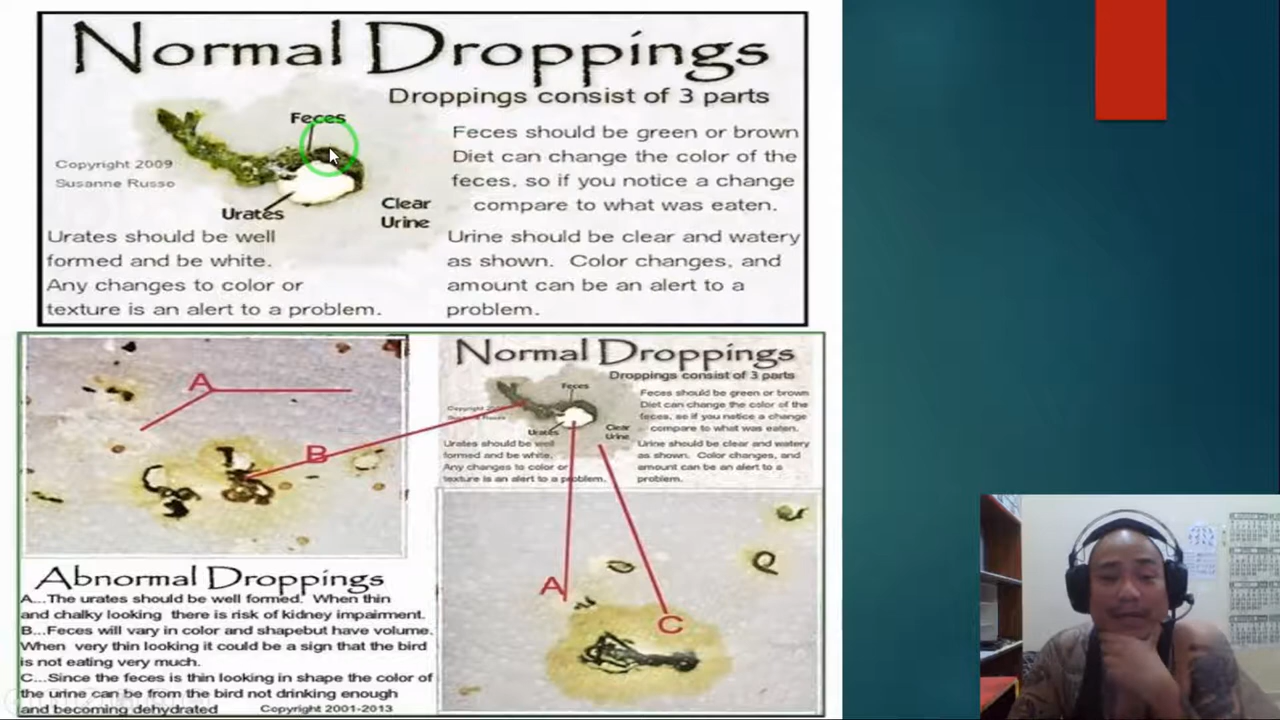 Normal Droppings
Droppings consist of 3 parts
Feces
Feces should be green or brown
Diet can change the color of the
feces, so if you notice a change
compare to what was eaten.
Copyright 2009
Susanne Russo
Urates
Clear
Urine
Urates should be well
formed and be white.
Any changes to color or
texture is an alert to a problem.
Urine should be clear and watery
as shown. Color changes, and
amount can be an alert to a
problem.
A
B
Abnormal Droppings
A...The urates should be well formed. When thin
and chalky looking there is risk of kidney impairment.
B...Feces will vary in color and shapebut have volume.
When very thin looking it could be a sign that the bird
is not eating very much.
C...Since the feces is thin looking in shape the color of
the urine can be from the bird not drinking enough
and becoming dehydrated
Copyright 2001-2013
Normal Droppings
Droppings consist of 3 parts
Feces
Feces should be green or brown
Diet can change the color of the
feces, so if you notice a change
compare to what was eaten.
Urates
Clear
Urine
Urates should be well
formed and be white.
Any changes to color or
texture is an alert to a problem.
Urine should be clear and watery
as shown. Color changes, and
amount can be an alert to a
problem.
A
C